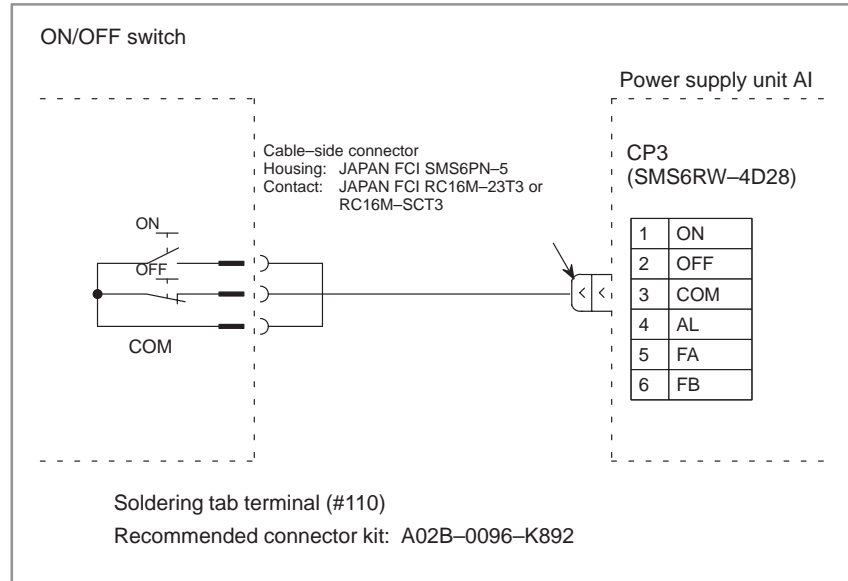 ON/OFF switch
Power supply unit AI
Cable–side connector
Housing: JAPAN FCI SMS6PN–5
Contact: JAPAN FCI RC16M–23T3 or
RC16M–SCT3
CP3
(SMS6RW–4D28)
ON
OFF
COM
1 ON
2 OFF
3 COM
4 AL
5 FA
6 FB
Soldering tab terminal (#110)
Recommended connector kit: A02B–0096–K892